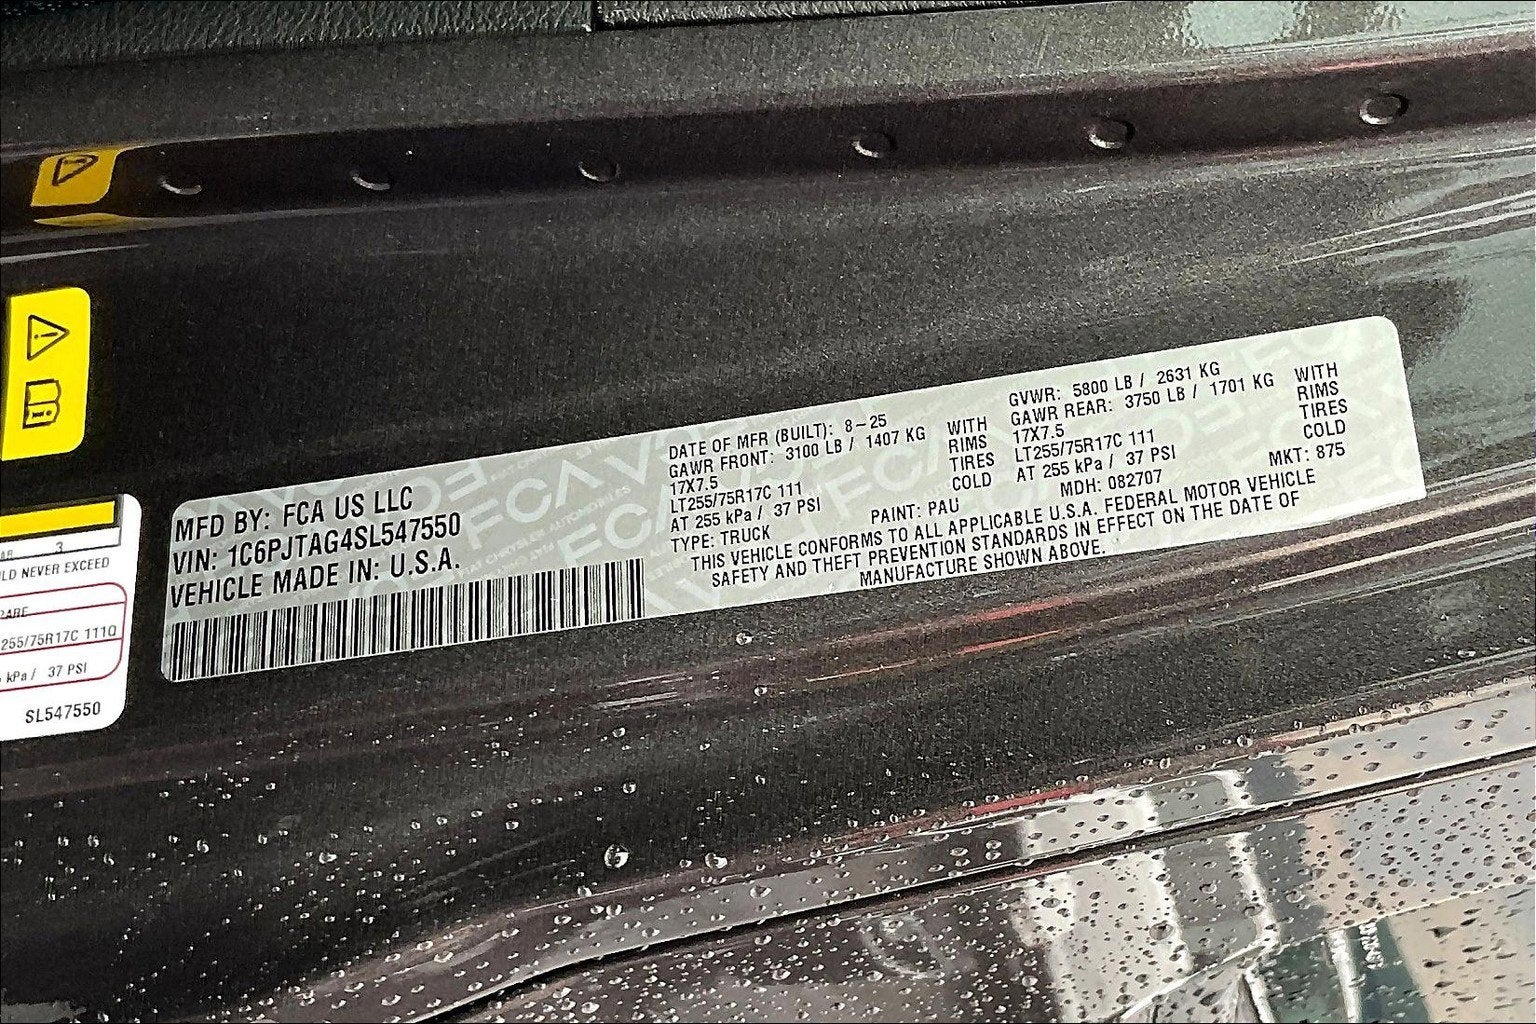 MFD BY: FCA US LLC
VIN: 1C6PJTAG4SL547550
VEHICLE MADE IN: U.S.A.
DATE OF MFR (BUILT): 8-25
GAWR FRONT: 3100 LB / 1407 KG WITH
17X7.5 RIMS
LT255/75R17C 111 TIRES
AT 255 kPa / 37 PSI COLD
TYPE: TRUCK
PAINT: PAU
GVWR: 5800 LB / 2631 KG
GAWR REAR: 3750 LB / 1701 KG WITH
17X7.5 RIMS
LT255/75R17C 111 TIRES
AT 255 kPa / 37 PSI COLD
MDH: 082707
MKT: 875
THIS VEHICLE CONFORMS TO ALL APPLICABLE U.S.A. FEDERAL MOTOR VEHICLE
SAFETY AND THEFT PREVENTION STANDARDS IN EFFECT ON THE DATE OF
MANUFACTURE SHOWN ABOVE.
3
NEVER EXCEED
255/75R17C 111Q
kPa / 37 PSI
SL547550